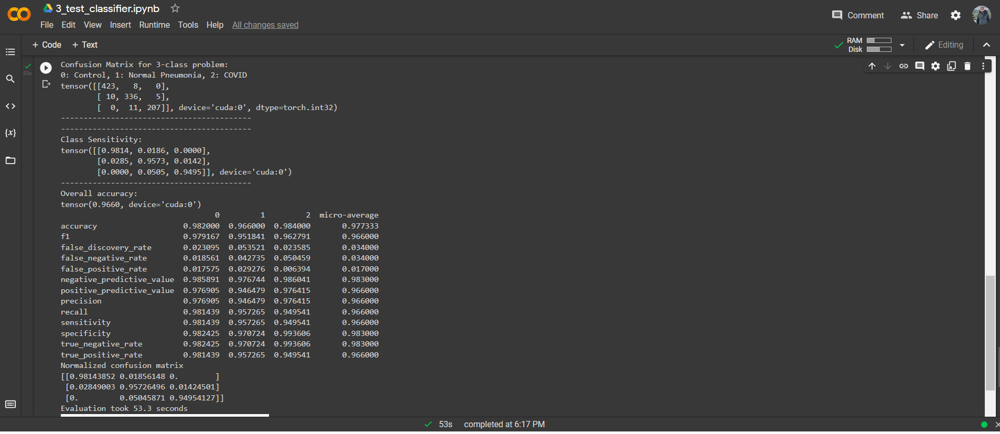 3_test_classifier.ipynb
File Edit View Insert Runtime Tools Help All changes saved
Comment Share
+ Code + Text
RAM
Disk
Editing
53s
Confusion Matrix for 3-class problem:
0: Control, 1: Normal Pneumonia, 2: COVID
tensor([[423,   8,   0],
        [ 10, 336,   5],
        [  0,  11, 207]], device='cuda:0', dtype=torch.int32)
------------------------------------------
------------------------------------------
Class Sensitivity:
tensor([[0.9814, 0.0186, 0.0000],
        [0.0285, 0.9573, 0.0142],
        [0.0000, 0.0505, 0.9495]], device='cuda:0')
------------------------------------------
Overall accuracy:
tensor(0.9660, device='cuda:0')
                                  0         1         2  micro-average
accuracy                   0.982000  0.966000  0.984000       0.977333
f1                         0.979167  0.951841  0.962791       0.966000
false_discovery_rate       0.023095  0.053521  0.023585       0.034000
false_negative_rate        0.018561  0.042735  0.050459       0.034000
false_positive_rate        0.017575  0.029276  0.006394       0.017000
negative_predictive_value  0.985891  0.976744  0.986041       0.983000
positive_predictive_value  0.976905  0.946479  0.976415       0.966000
precision                  0.976905  0.946479  0.976415       0.966000
recall                     0.981439  0.957265  0.949541       0.966000
sensitivity                0.981439  0.957265  0.949541       0.966000
specificity                0.982425  0.970724  0.993606       0.983000
true_negative_rate         0.982425  0.970724  0.993606       0.983000
true_positive_rate         0.981439  0.957265  0.949541       0.966000
Normalized confusion matrix
[[0.98143852 0.01856148 0.        ]
 [0.02849003 0.95726496 0.01424501]
 [0.         0.05045871 0.94954127]]
Evaluation took 53.3 seconds
53s completed at 6:17 PM